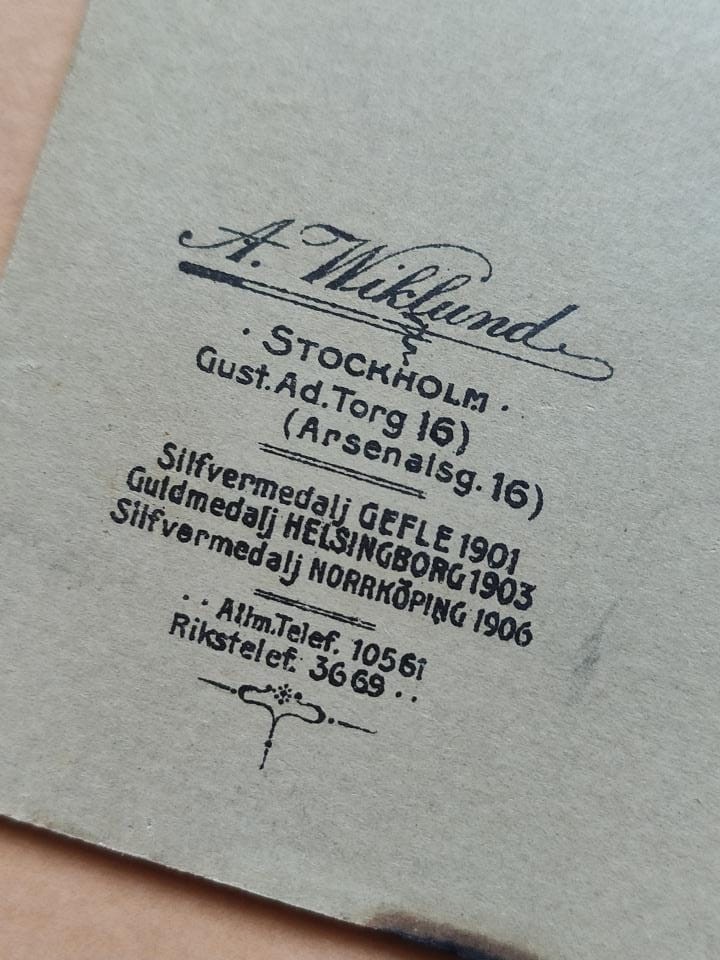 A. Wiklund
· STOCKHOLM ·
Gust.Ad.Torg 16)
(Arsenalsg. 16)
Silfvermedalj GEFLE 1901
Guldmedalj HELSINGBORG 1903
Silfvermedalj NORRKÖPING 1906
· · Allm.Telef. 10561
Rikstelef. 3669 · ·